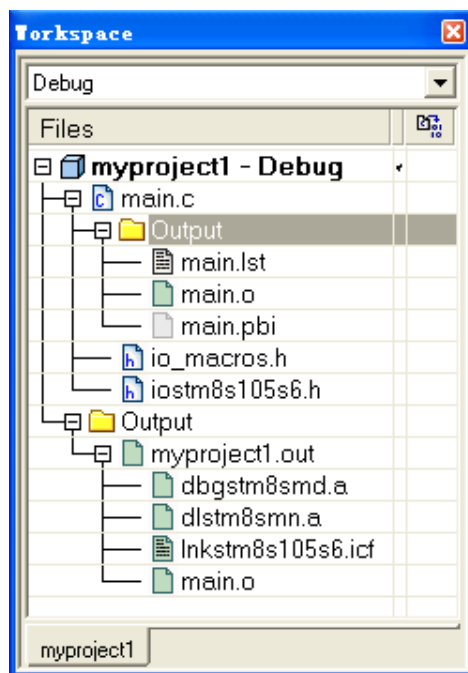 Workspace
Debug
Files
myproject1 - Debug
main.c
Output
main.lst
main.o
main.pbi
io_macros.h
iostm8s105s6.h
Output
myproject1.out
dbgstm8smd.a
dlstm8smn.a
lnkstm8s105s6.icf
main.o
myproject1